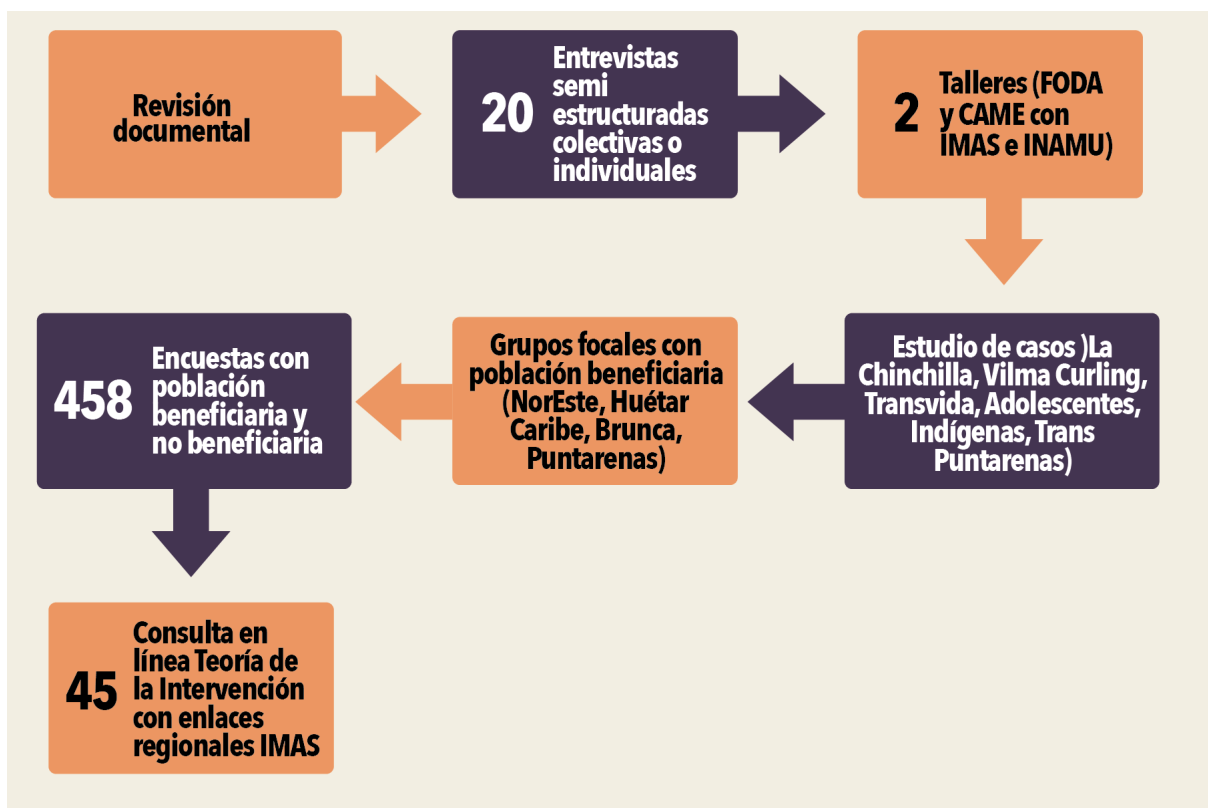 Revisión
documental
20
Entrevistas
semi
estructuradas
colectivas o
individuales
2
Talleres (FODA
y CAME con
IMAS e INAMU)
Estudio de casos )La
Chinchilla, Vilma Curling,
Transvida, Adolescentes,
Indígenas, Trans
Puntarenas)
Grupos focales con
población beneficiaria
(NorEste, Huétar
Caribe, Brunca,
Puntarenas)
458
Encuestas con
población
beneficiaria y
no beneficiaria
45
Consulta en
línea Teoría de
la Intervención
con enlaces
regionales IMAS